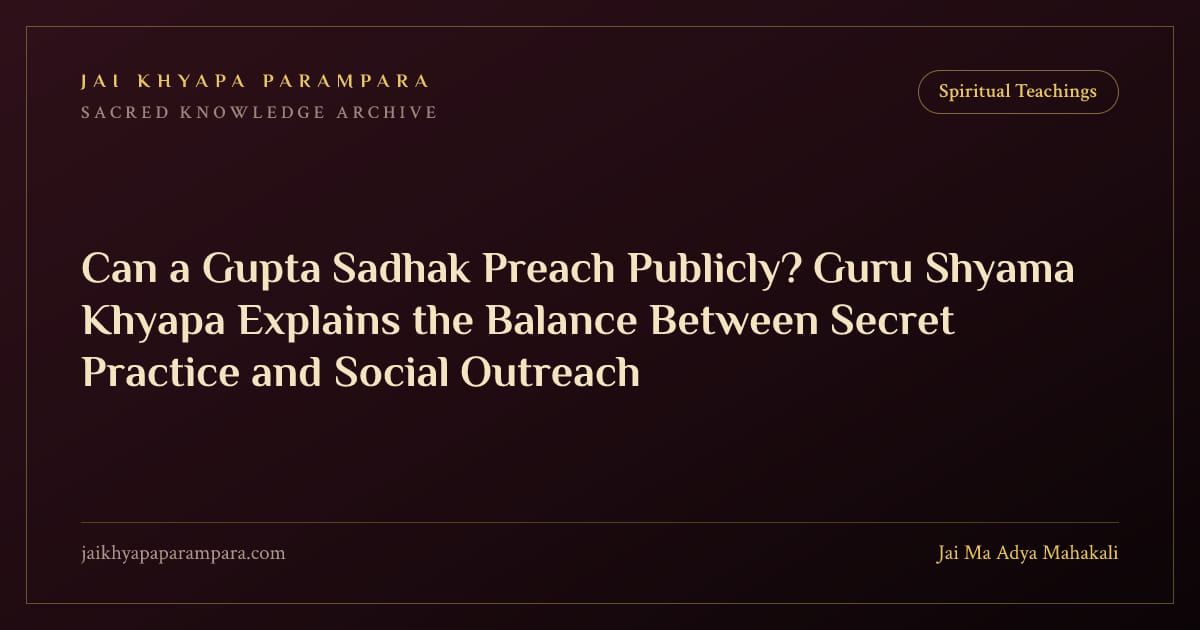 JAI KHYAPA PARAMPARA
SACRED KNOWLEDGE ARCHIVE
Spiritual Teachings
Can a Gupta Sadhak Preach Publicly? Guru Shyama
Khyapa Explains the Balance Between Secret
Practice and Social Outreach
jaikhyapaparampara.com
Jai Ma Adya Mahakali